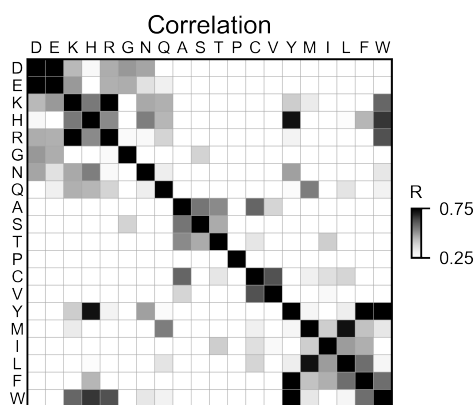 Correlation
D E K H R G N Q A S T P C V Y M I L F W
D
E
K
H
R
G
N
Q
A
S
T
P
C
V
Y
M
I
L
F
W
R
0.75
0.25